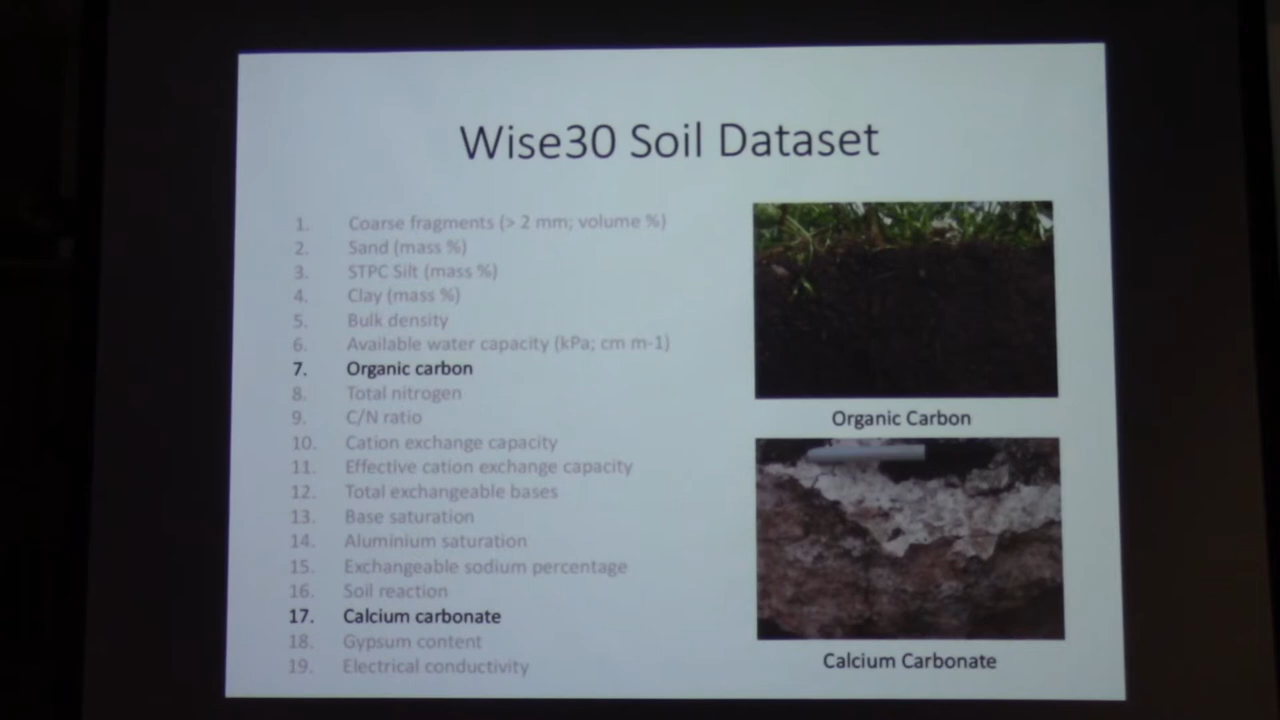 Wise30 Soil Dataset
1. Coarse fragments (> 2 mm; volume %)
2. Sand (mass %)
3. STPC Silt (mass %)
4. Clay (mass %)
5. Bulk density
6. Available water capacity (kPa; cm m-1)
7. Organic carbon
8. Total nitrogen
9. C/N ratio
10. Cation exchange capacity
11. Effective cation exchange capacity
12. Total exchangeable bases
13. Base saturation
14. Aluminium saturation
15. Exchangeable sodium percentage
16. Soil reaction
17. Calcium carbonate
18. Gypsum content
19. Electrical conductivity
Organic Carbon
Calcium Carbonate